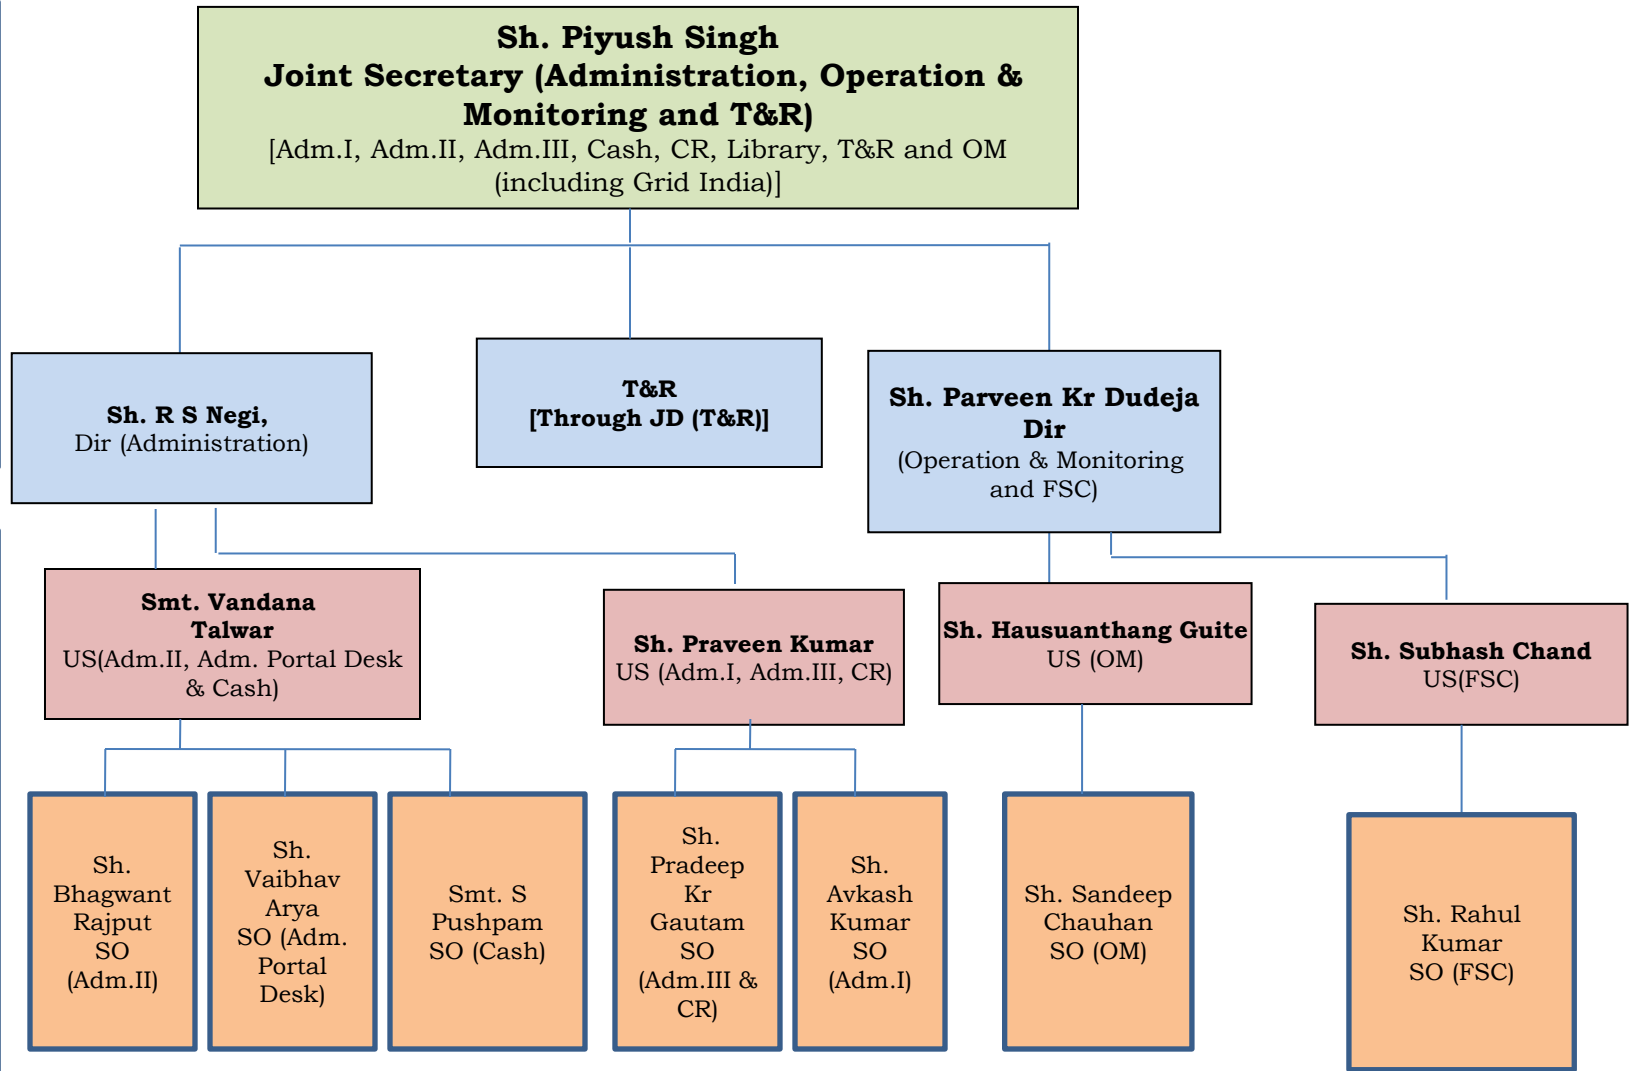 Sh. Piyush Singh
Joint Secretary (Administration, Operation &
Monitoring and T&R)
[Adm.I, Adm.II, Adm.III, Cash, CR, Library, T&R and OM
(including Grid India)]
Sh. R S Negi,
Dir (Administration)
T&R
[Through JD (T&R)]
Sh. Parveen Kr Dudeja
Dir
(Operation & Monitoring
and FSC)
Smt. Vandana
Talwar
US(Adm.II, Adm. Portal Desk
& Cash)
Sh. Praveen Kumar
US (Adm.I, Adm.III, CR)
Sh. Hausuanthang Guite
US (OM)
Sh. Subhash Chand
US(FSC)
Sh.
Bhagwant
Rajput
SO
(Adm.II)
Sh.
Vaibhav
Arya
SO (Adm.
Portal
Desk)
Smt. S
Pushpam
SO (Cash)
Sh.
Pradeep
Kr
Gautam
SO
(Adm.III &
CR)
Sh.
Avkash
Kumar
SO
(Adm.I)
Sh. Sandeep
Chauhan
SO (OM)
Sh. Rahul
Kumar
SO (FSC)